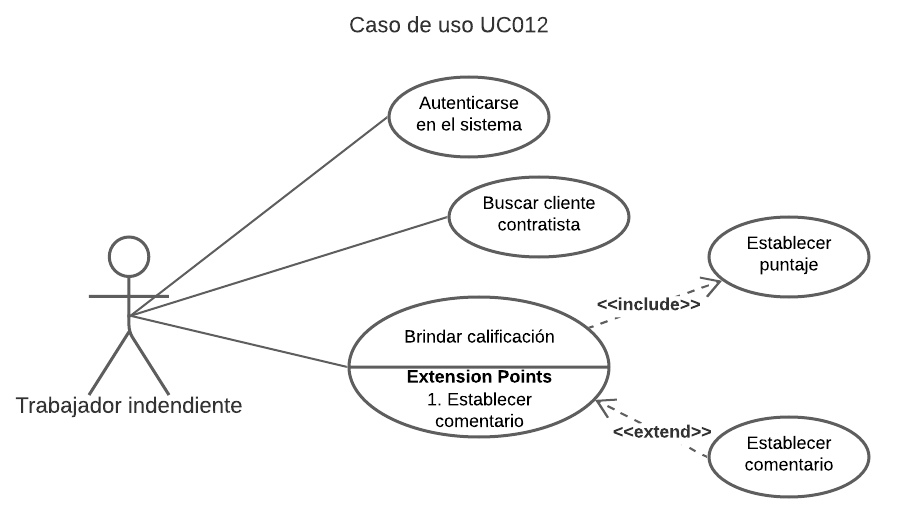 Caso de uso UC012
Autenticarse
en el sistema
Buscar cliente
contratista
Establecer
puntaje
<<include>>
Brindar calificación
Extension Points
1. Establecer
comentario
Trabajador indendiente
<<extend>>
Establecer
comentario